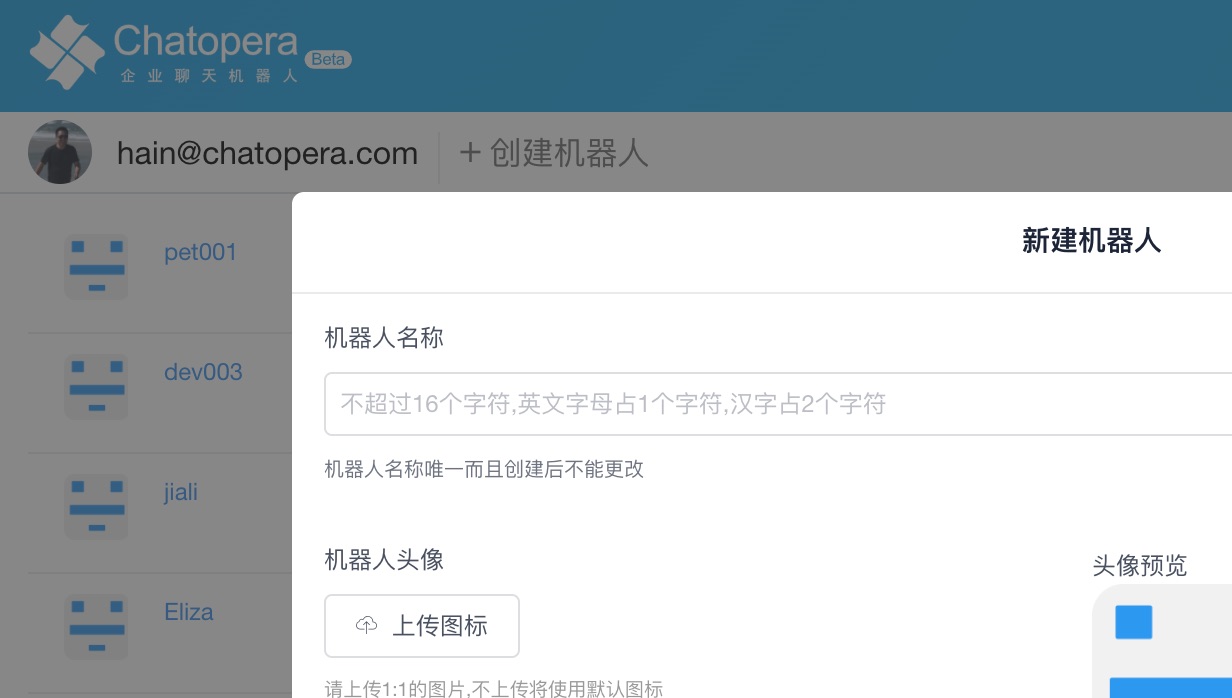 Chatopera Beta
企业聊天机器人
hain@chatopera.com
+ 创建机器人
pet001
dev003
jiali
Eliza
新建机器人
机器人名称
不超过16个字符,英文字母占1个字符,汉字占2个字符
机器人名称唯一而且创建后不能更改
机器人头像
上传图标
请上传1:1的图片,不上传将使用默认图标
头像预览